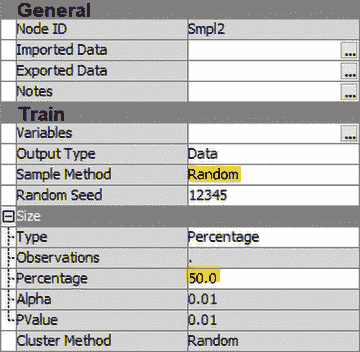 General
Node ID Smpl2
Imported Data ...
Exported Data ...
Notes ...
Train
Variables ...
Output Type Data
Sample Method Random
Random Seed 12345
Size
Type Percentage
Observations .
Percentage 50.0
Alpha 0.01
PValue 0.01
Cluster Method Random